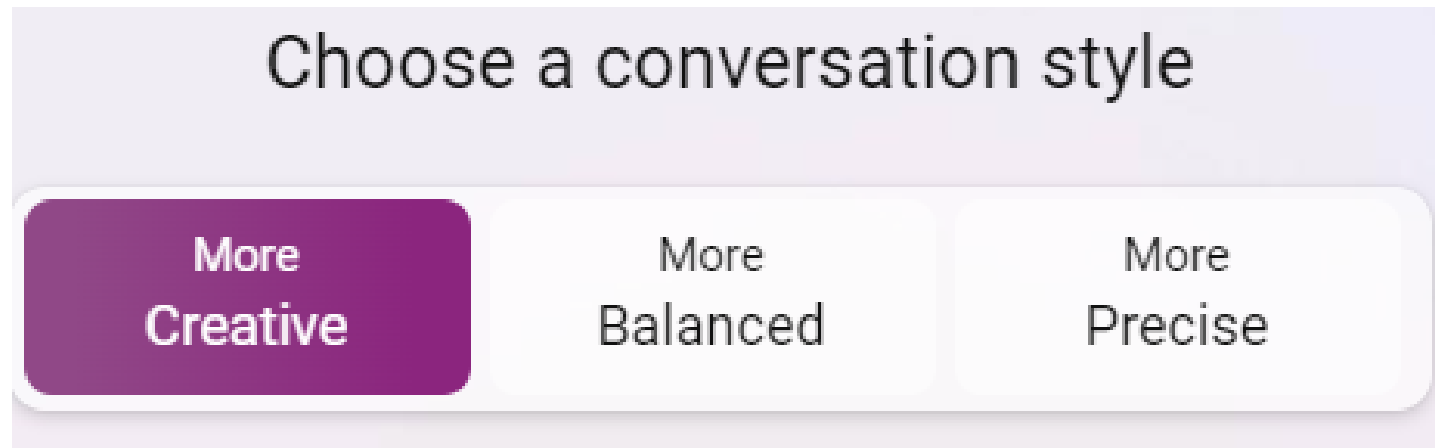 Choose a conversation style
More
Creative
More
Balanced
More
Precise